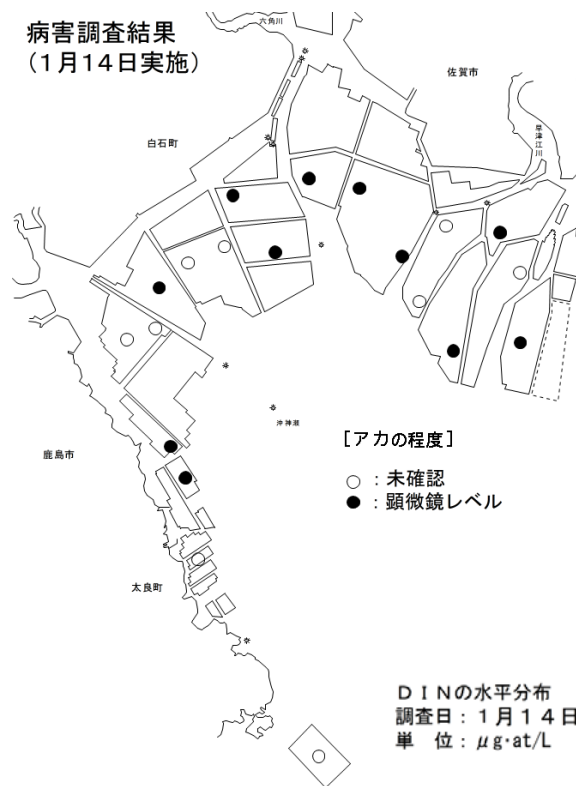 病害調査結果
(1月14日実施)
六角川
佐賀市
早津江川
白石町
沖神瀬
[アカの程度]
○:未確認
●:顕微鏡レベル
鹿島市
太良町
DINの水平分布
調査日:1月14日
単 位:μg・at/L